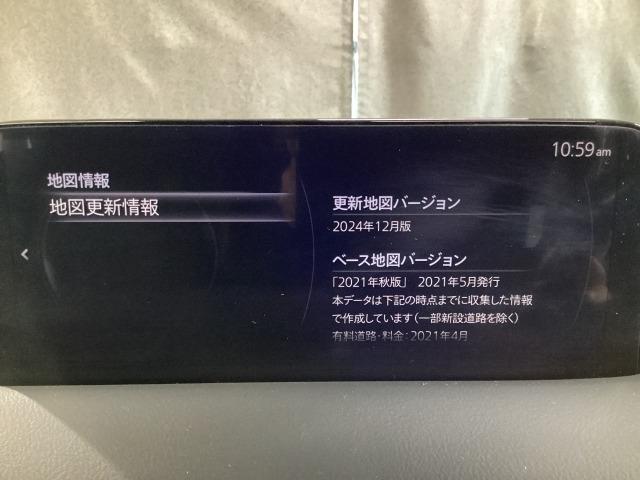 10:59 am
地図情報
地図更新情報
更新地図バージョン
2024年12月版
ベース地図バージョン
「2021年秋版」 2021年5月発行
本データは下記の時点までに収集した情報
で作成しています(一部新設道路を除く)
有料道路・料金:2021年4月